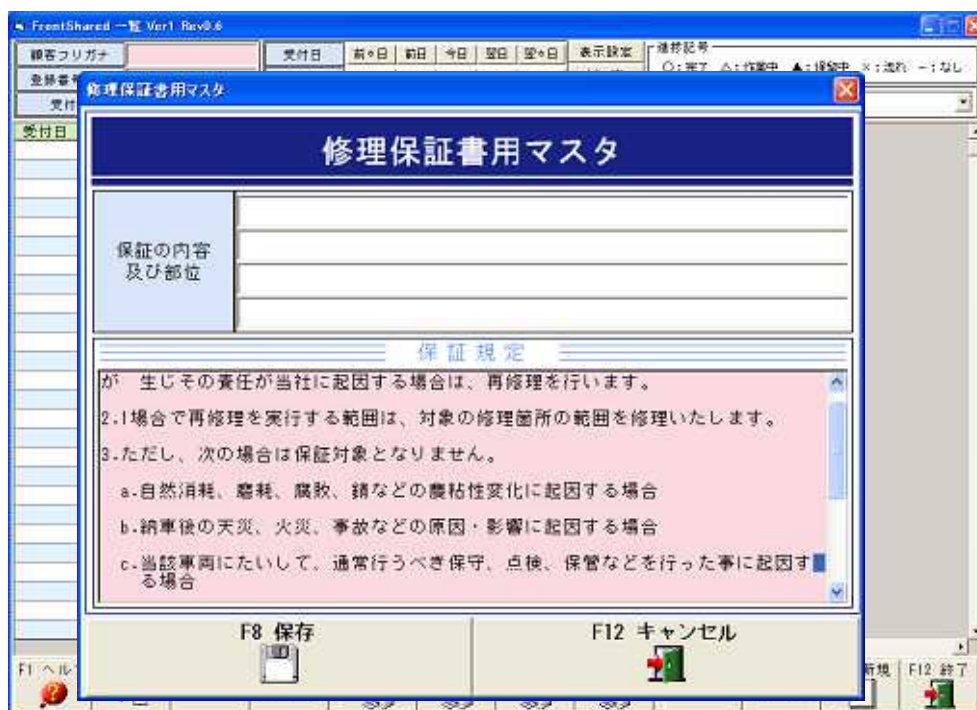 FrontShared 一覧 Ver1 Rev0.6
顧客フリガナ
受付日
前々日
前日
今日
翌日
翌々日
表示設定
進捗記号
○:完了 △:作業中 ▲:保留中 ×:流れ -:なし
登録番号
受付
受付日
修理保証書用マスタ
修理保証書用マスタ
保証の内容
及び部位
保証規定
が 生じその責任が当社に起因する場合は、再修理を行います。
2.1場合で再修理を実行する範囲は、対象の修理箇所の範囲を修理いたします。
3.ただし、次の場合は保証対象となりません。
a.自然消耗、磨耗、腐敗、錆などの農粘性変化に起因する場合
b.納車後の天災、火災、事故などの原因・影響に起因する場合
c.当該車両にたいして、通常行うべき保守、点検、保管などを行った事に起因す
る場合
F8 保存
F12 キャンセル
F1 ヘル
新規
F12 終了